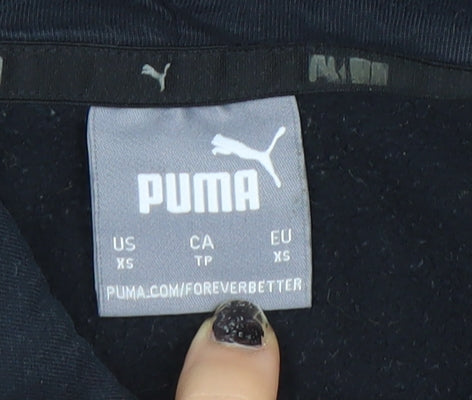 PUMA
US CA EU
XS TP XS
PUMA.COM/FOREVERBETTER